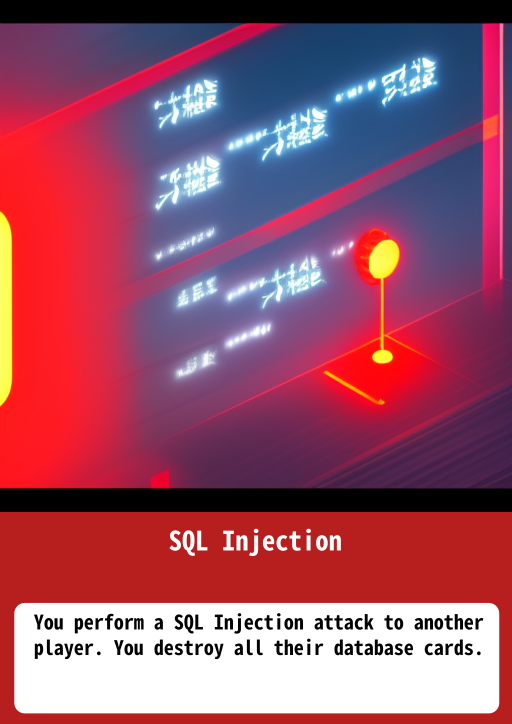 SQL Injection
You perform a SQL Injection attack to another
player. You destroy all their database cards.